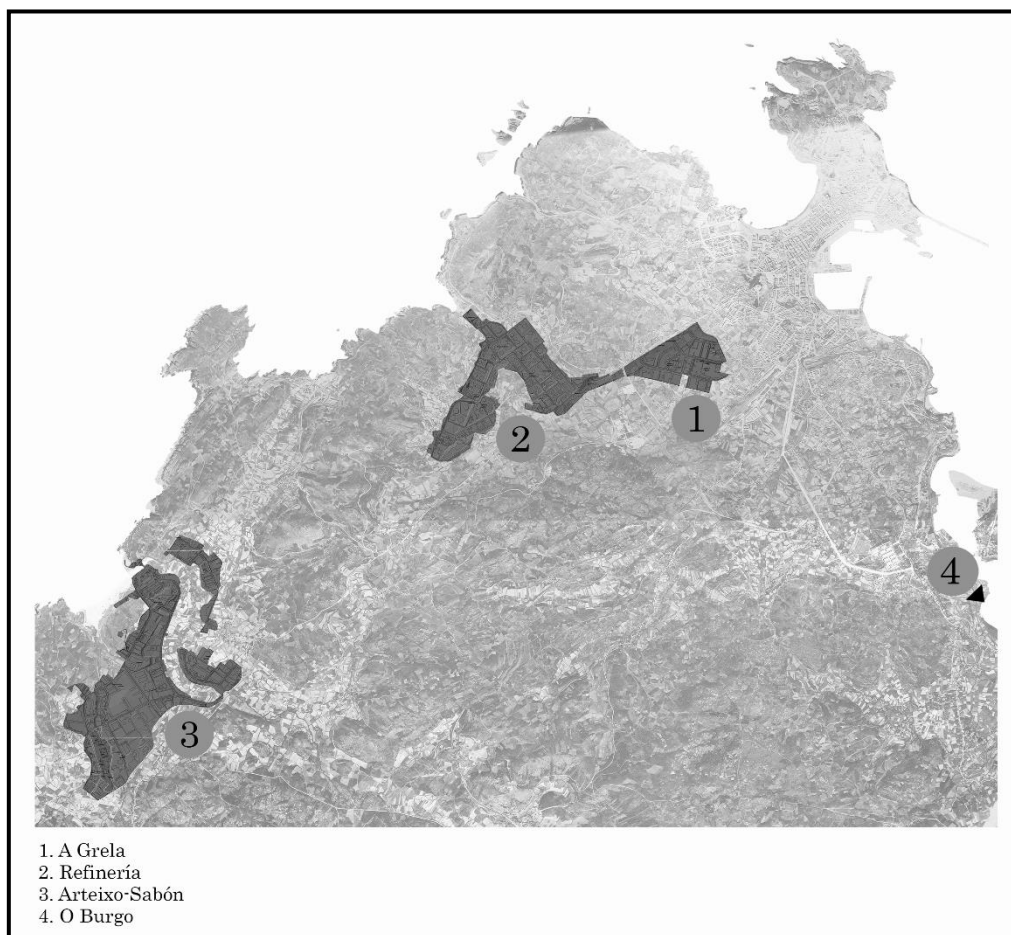 1
2
4
3
1. A Grela
2. Refinería
3. Arteixo-Sabón
4. O Burgo